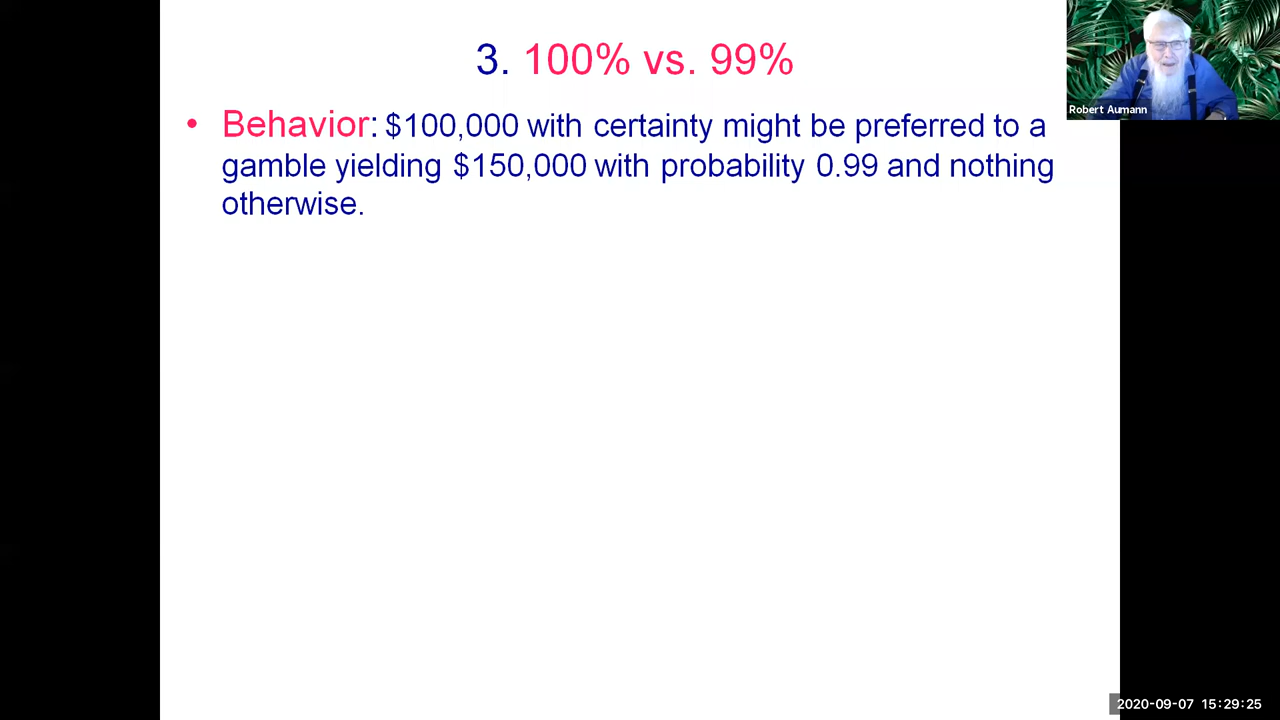 3. 100% vs. 99%
Robert Aumann
• Behavior: $100,000 with certainty might be preferred to a
gamble yielding $150,000 with probability 0.99 and nothing
otherwise.
2020-09-07 15:29:25